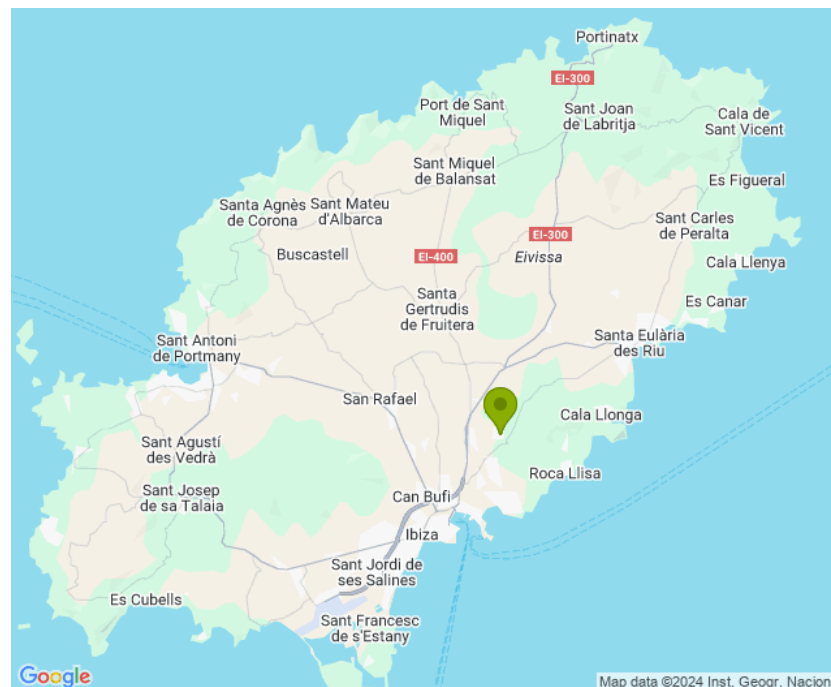 Portinatx
EI-300
Port de Sant
Miquel
Sant Joan
de Labritja
Cala de
Sant Vicent
Sant Miquel
de Balansat
Es Figueral
Santa Agnès
de Corona
Sant Mateu
d'Albarca
Sant Carles
de Peralta
EI-300
Buscastell
EI-400
Eivissa
Cala Llenya
Santa
Gertrudis
de Fruitera
Es Canar
Sant Antoni
de Portmany
Santa Eulària
des Riu
San Rafael
Cala Llonga
Sant Agustí
des Vedrà
Roca Llisa
Sant Josep
de sa Talaia
Can Bufi
Ibiza
Sant Jordi de
ses Salines
Es Cubells
Sant Francesc
de s'Estany
Google
Map data ©2024 Inst. Geogr. Nacion